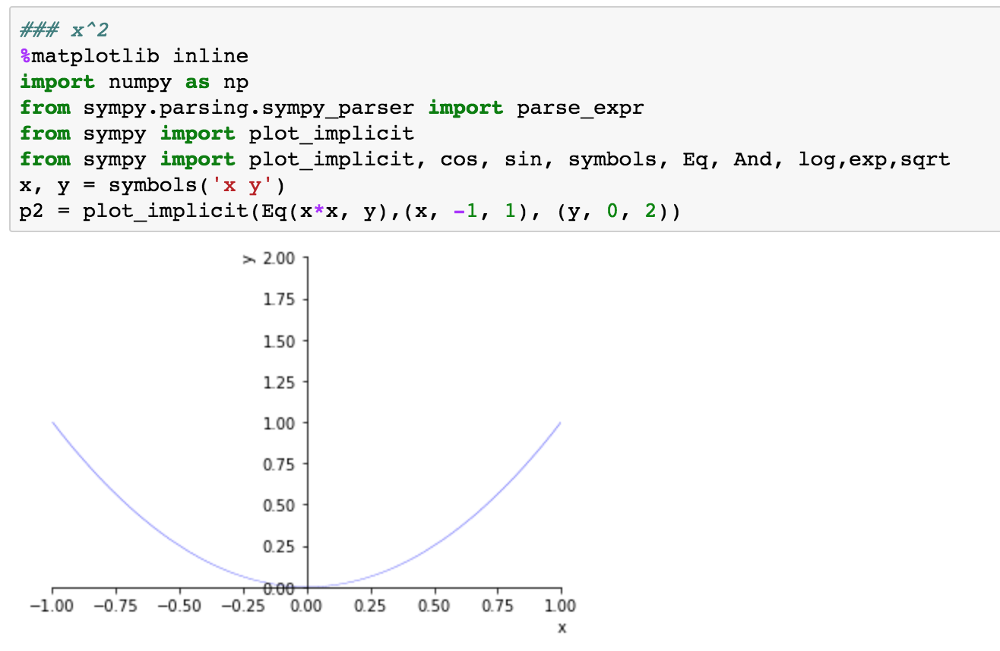 ### x^2
%matplotlib inline
import numpy as np
from sympy.parsing.sympy_parser import parse_expr
from sympy import plot_implicit
from sympy import plot_implicit, cos, sin, symbols, Eq, And, log,exp,sqrt
x, y = symbols('x y')
p2 = plot_implicit(Eq(x*x, y),(x, -1, 1), (y, 0, 2))
y 2.00
1.75
1.50
1.25
1.00
0.75
0.50
0.25
0.00
−1.00 −0.75 −0.50 −0.25 0.00 0.25 0.50 0.75 1.00
x